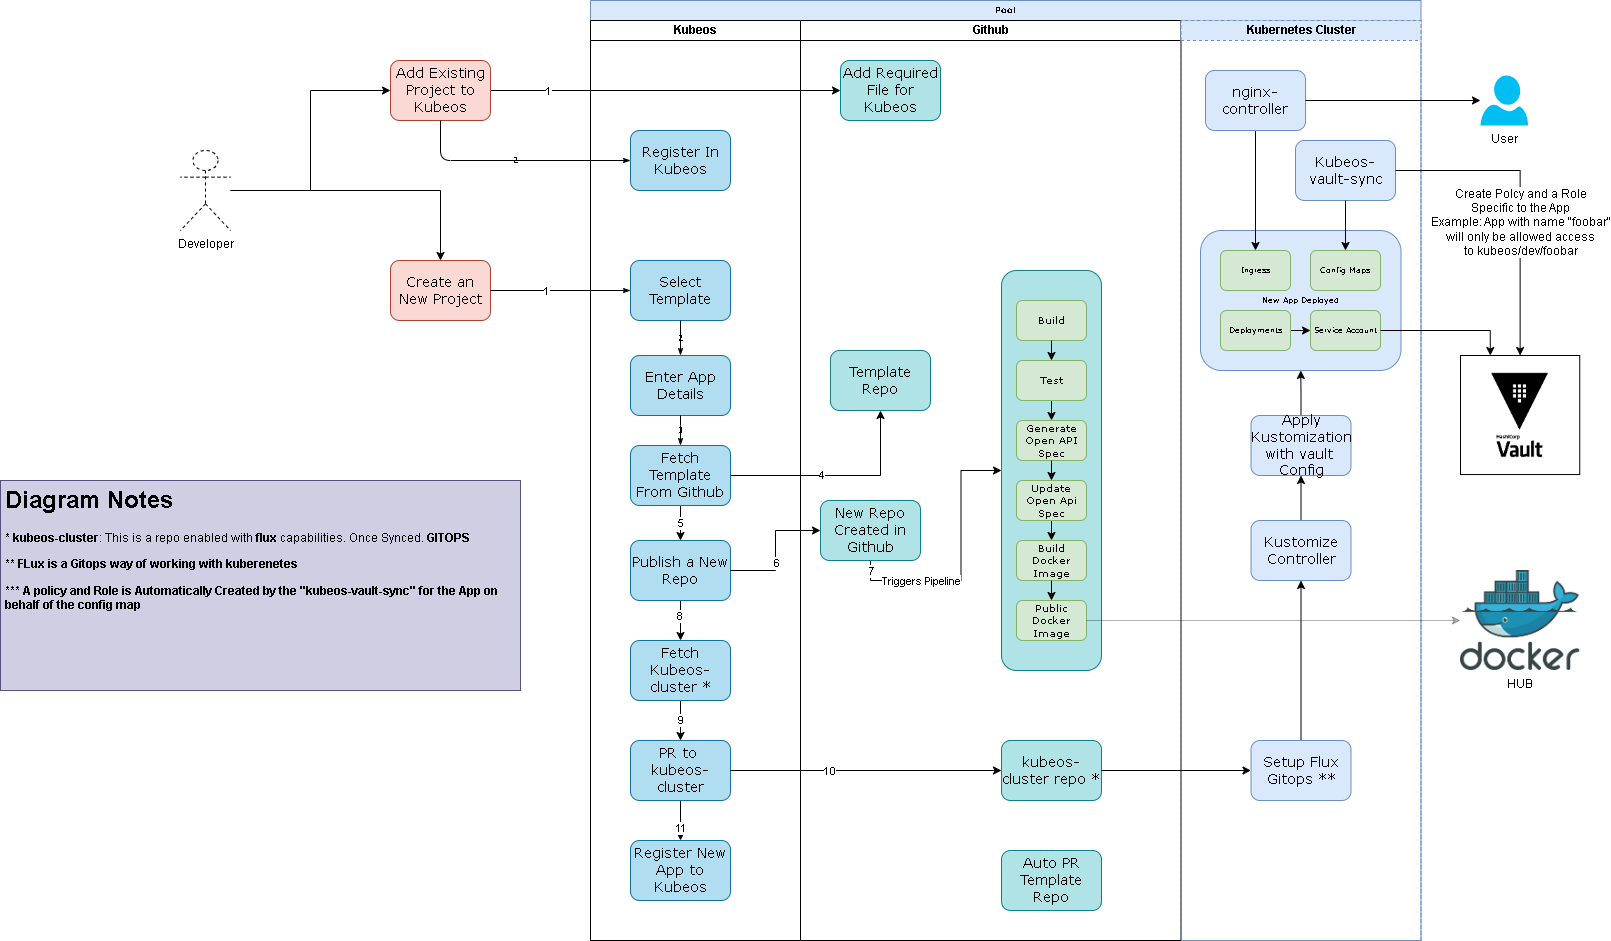 Pool
Kubeos
Github
Kubernetes Cluster
Add Existing
Project to
Kubeos
1
Add Required
File for
Kubeos
nginx-
controller
User
2
Register In
Kubeos
Kubeos-
vault-sync
Create Polcy and a Role
Specific to the App
Example: App with name "foobar"
will only be allowed access
to kubeos/dev/foobar
Developer
Create an
New Project
1
Select
Template
Ingress
Config Maps
New App Deployed
Deployments
Service Account
2
Enter App
Details
3
Fetch
Template
From Github
4
Template
Repo
5
Publish a New
Repo
6
New Repo
Created in
Github
7
Triggers Pipeline
Build
Test
Generate
Open API
Spec
Update
Open Api
Spec
Build
Docker
Image
Public
Docker
Image
HashiCorp
Vault
Apply
Kustomization
with vault
Config
Kustomize
Controller
docker
HUB
Diagram Notes
* kubeos-cluster: This is a repo enabled with flux capabilities. Once Synced. GITOPS
** FLux is a Gitops way of working with kuberenetes
*** A policy and Role is Automatically Created by the "kubeos-vault-sync" for the App on
behalf of the config map
8
Fetch
Kubeos-
cluster *
9
PR to
kubeos-
cluster
10
kubeos-
cluster repo *
Setup Flux
Gitops **
11
Register New
App to
Kubeos
Auto PR
Template
Repo